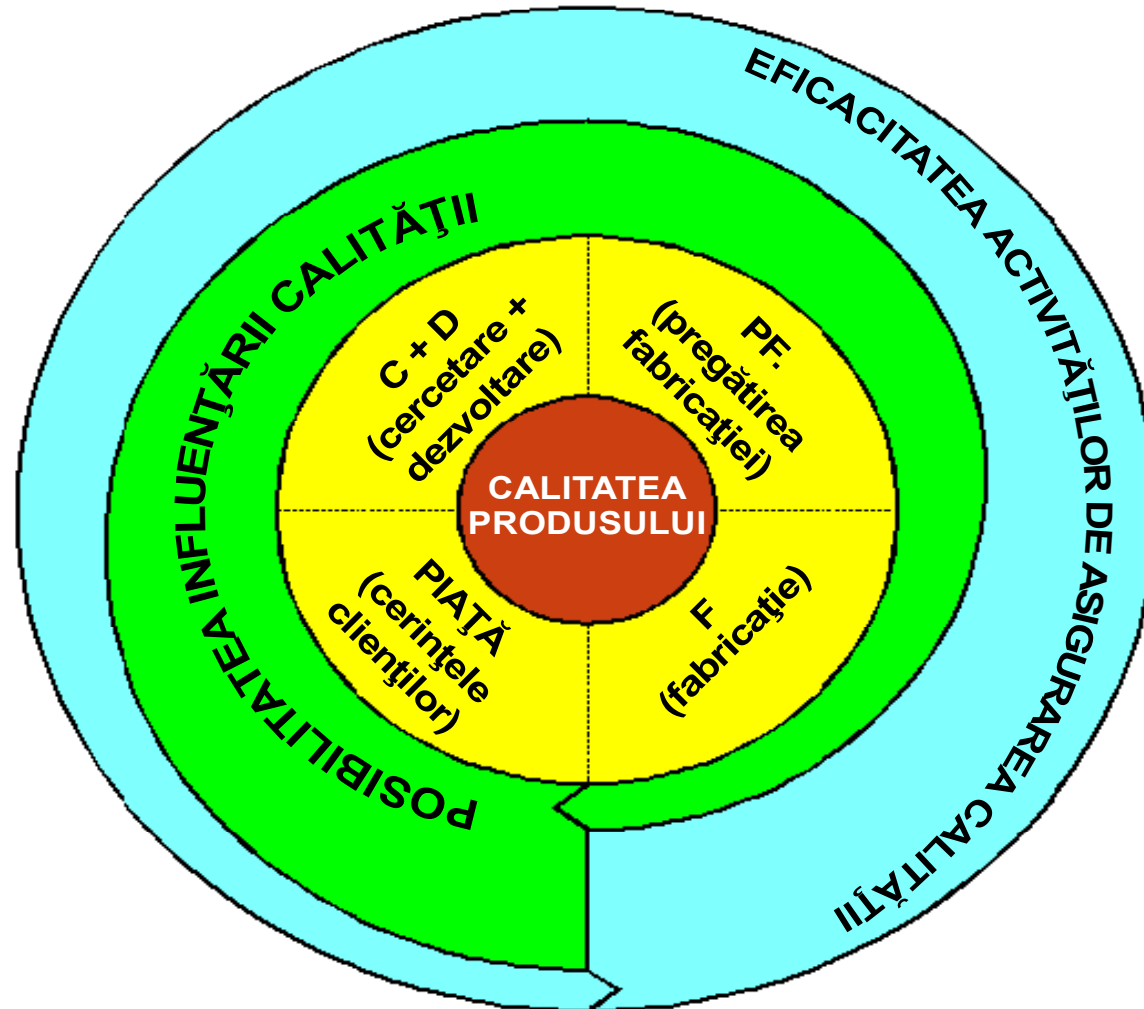 EFICACITATEA ACTIVITĂŢILOR DE ASIGURAREA CALITĂŢII
POSIBILITATEA INFLUENŢĂRII CALITĂŢII
C + D
(cercetare +
dezvoltare)
PF.
(pregătirea
fabricaţiei)
CALITATEA
PRODUSULUI
PIAŢĂ
(cerinţele
clienţilor)
F
(fabricaţie)